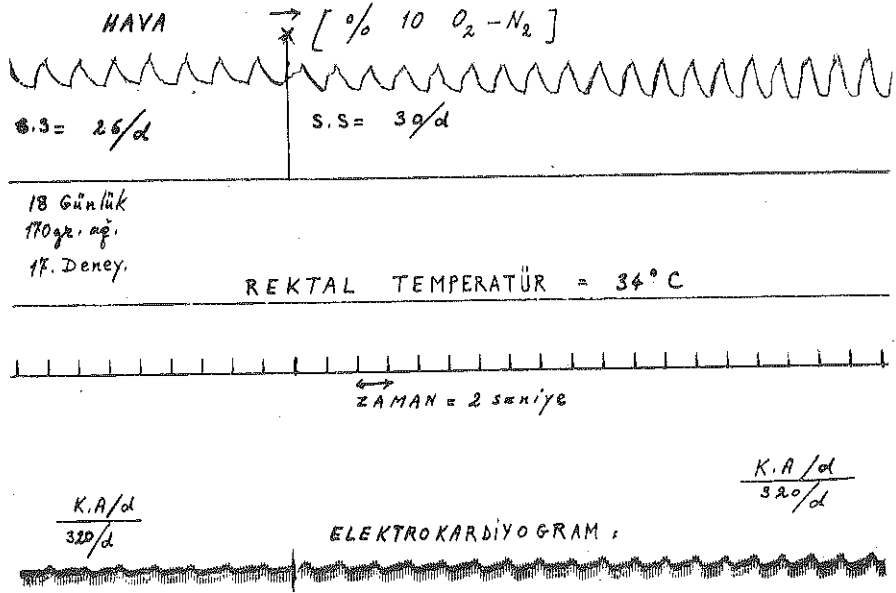 HAVA
→ [ % 10 O₂ - N₂ ]
S.S = 26/d
S.S = 30/d
18 Günlük
170 gr. ağ.
17. Deney.
REKTAL TEMPERATÜR = 34° C
ZAMAN = 2 saniye
K.A/d
320/d
K.A/d
320/d
ELEKTROKARDİYOGRAM :